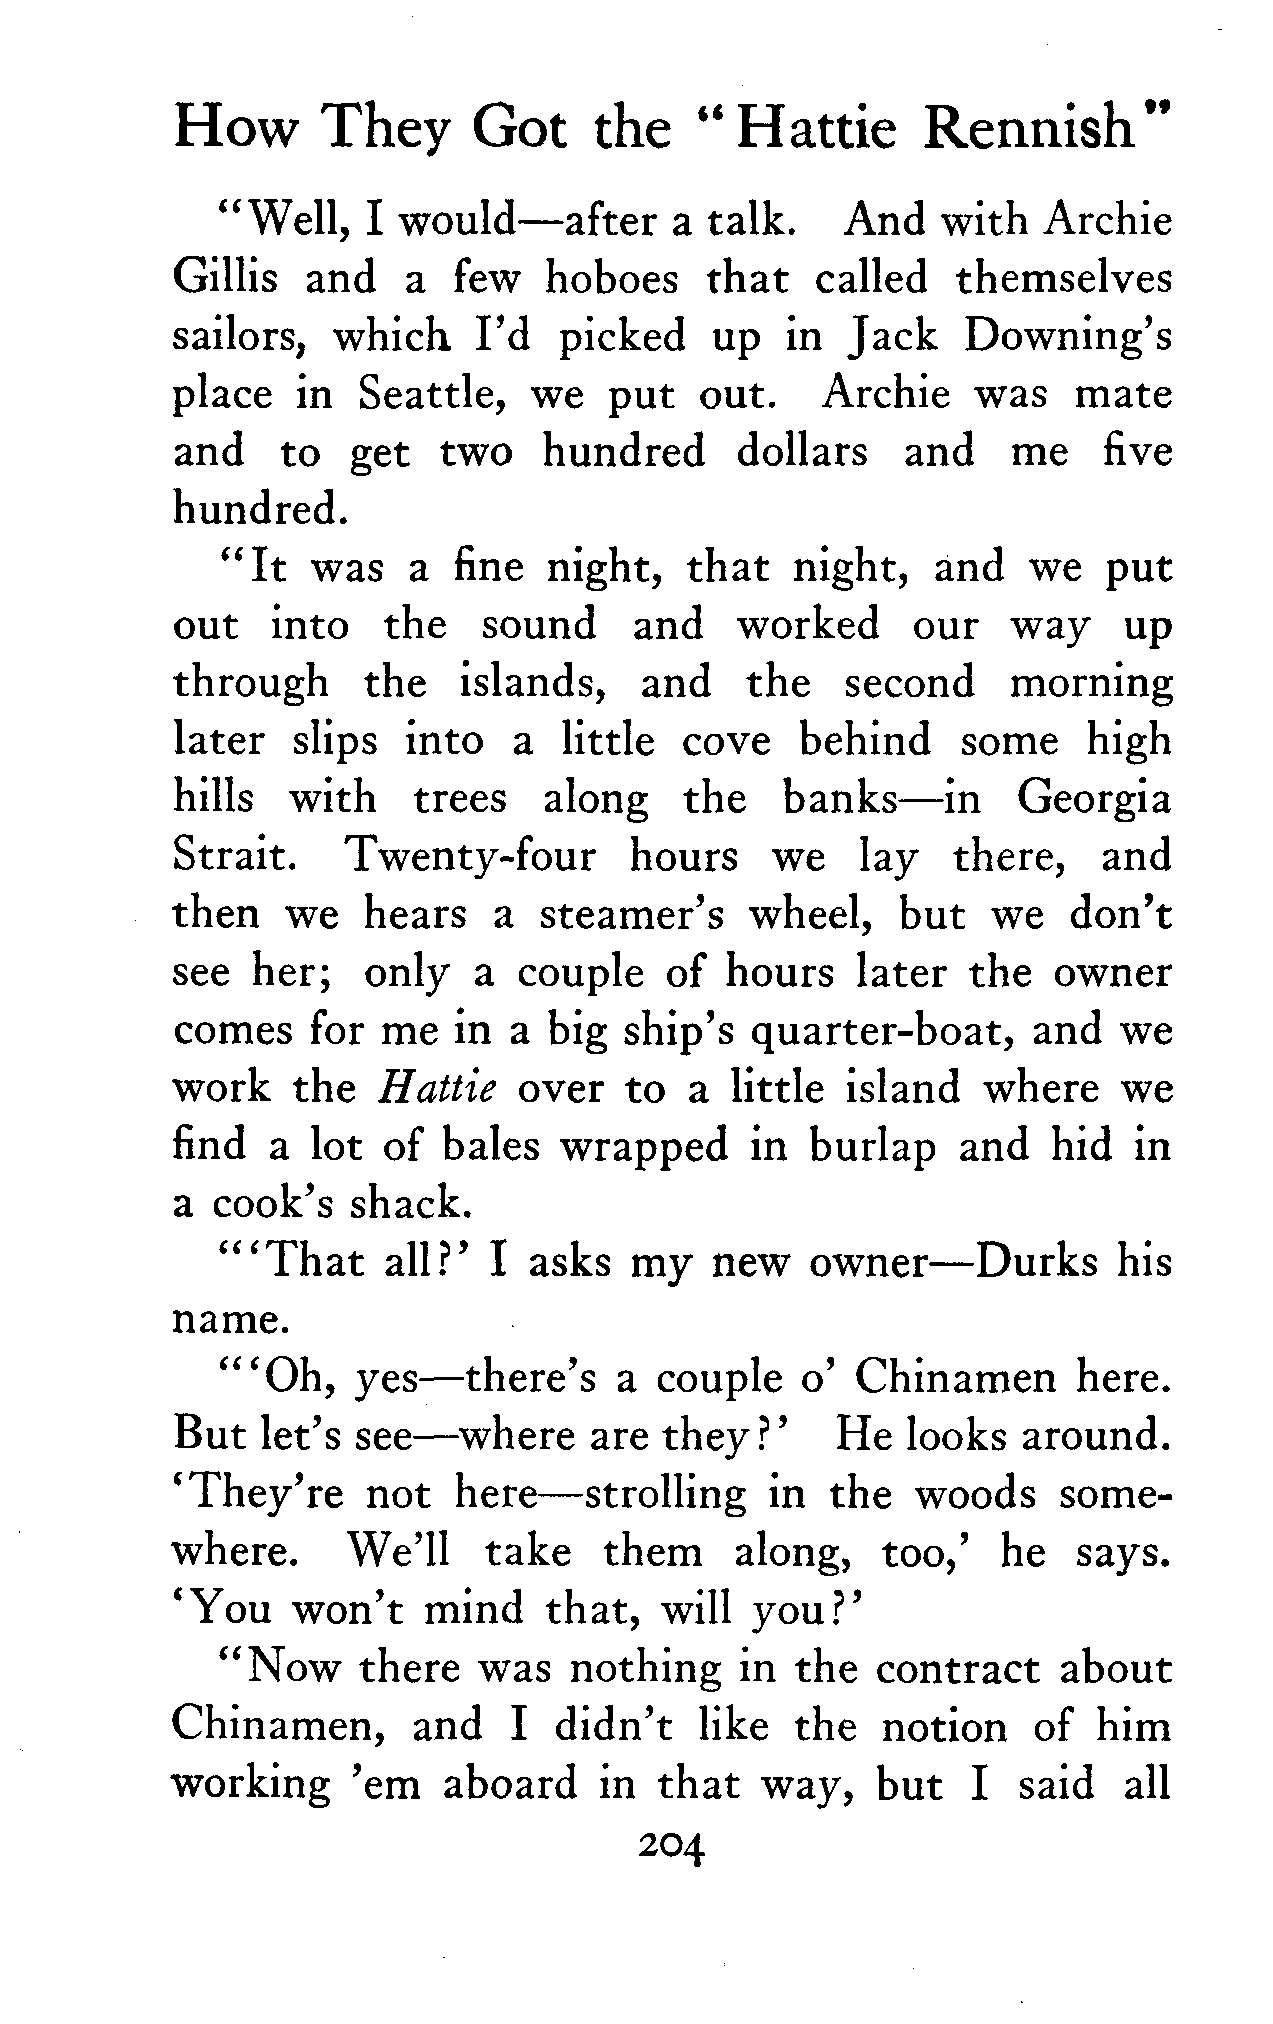 How They Got the "Hattie Rennish"
"Well, I would—after a talk. And with Archie
Gillis and a few hoboes that called themselves
sailors, which I'd picked up in Jack Downing's
place in Seattle, we put out. Archie was mate
and to get two hundred dollars and me five
hundred.
"It was a fine night, that night, and we put
out into the sound and worked our way up
through the islands, and the second morning
later slips into a little cove behind some high
hills with trees along the banks—in Georgia
Strait. Twenty-four hours we lay there, and
then we hears a steamer's wheel, but we don't
see her; only a couple of hours later the owner
comes for me in a big ship's quarter-boat, and we
work the Hattie over to a little island where we
find a lot of bales wrapped in burlap and hid in
a cook's shack.
"'That all?' I asks my new owner—Durks his
name.
"'Oh, yes—there's a couple o' Chinamen here.
But let's see—where are they?' He looks around.
'They're not here—strolling in the woods some-
where. We'll take them along, too,' he says.
'You won't mind that, will you?'
"Now there was nothing in the contract about
Chinamen, and I didn't like the notion of him
working 'em aboard in that way, but I said all
204